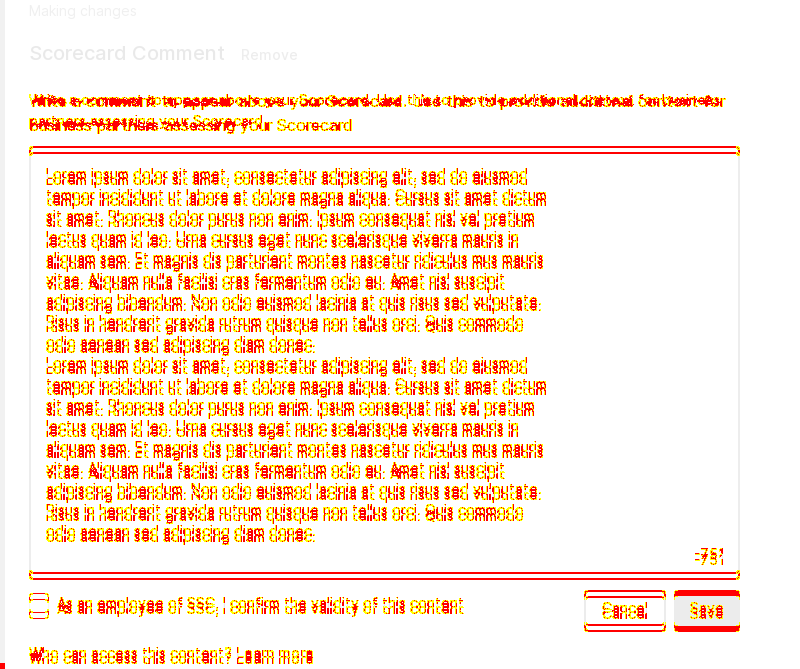 Making changes
Scorecard Comment Remove
Write a comment to appear above your Scorecard. Use this to provide additional context for
business partners assessing your Scorecard
Lorem ipsum dolor sit amet, consectetur adipiscing elit, sed do eiusmod
tempor incididunt ut labore et dolore magna aliqua. Cursus sit amet dictum
sit amet. Rhoncus dolor purus non enim. Ipsum consequat nisl vel pretium
lectus quam id leo. Urna cursus eget nunc scelerisque viverra mauris in
aliquam sem. Et magnis dis parturient montes nascetur ridiculus mus mauris
vitae. Aliquam nulla facilisi cras fermentum odio eu. Amet nisl suscipit
adipiscing bibendum. Non odio euismod lacinia at quis risus sed vulputate.
Risus in hendrerit gravida rutrum quisque non tellus orci. Quis commodo
odio aenean sed adipiscing diam donec.
Lorem ipsum dolor sit amet, consectetur adipiscing elit, sed do eiusmod
tempor incididunt ut labore et dolore magna aliqua. Cursus sit amet dictum
sit amet. Rhoncus dolor purus non enim. Ipsum consequat nisl vel pretium
lectus quam id leo. Urna cursus eget nunc scelerisque viverra mauris in
aliquam sem. Et magnis dis parturient montes nascetur ridiculus mus mauris
vitae. Aliquam nulla facilisi cras fermentum odio eu. Amet nisl suscipit
adipiscing bibendum. Non odio euismod lacinia at quis risus sed vulputate.
Risus in hendrerit gravida rutrum quisque non tellus orci. Quis commodo
odio aenean sed adipiscing diam donec.
-751
As an employee of SSC, I confirm the validity of this content
Cancel Save
Who can access this content? Learn more